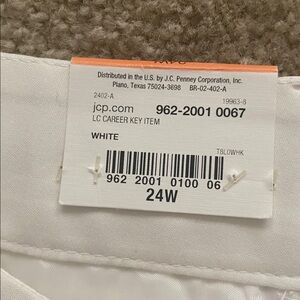 Distributed in the U.S. by J.C. Penney Corporation, Inc.
Plano, Texas 75024-3698 BR-02-402-A
2402-A 19963-8
jcp.com 962-2001 0067
LC CAREER KEY ITEM
WHITE
T8L0WHK
962 2001 0100 06
24W